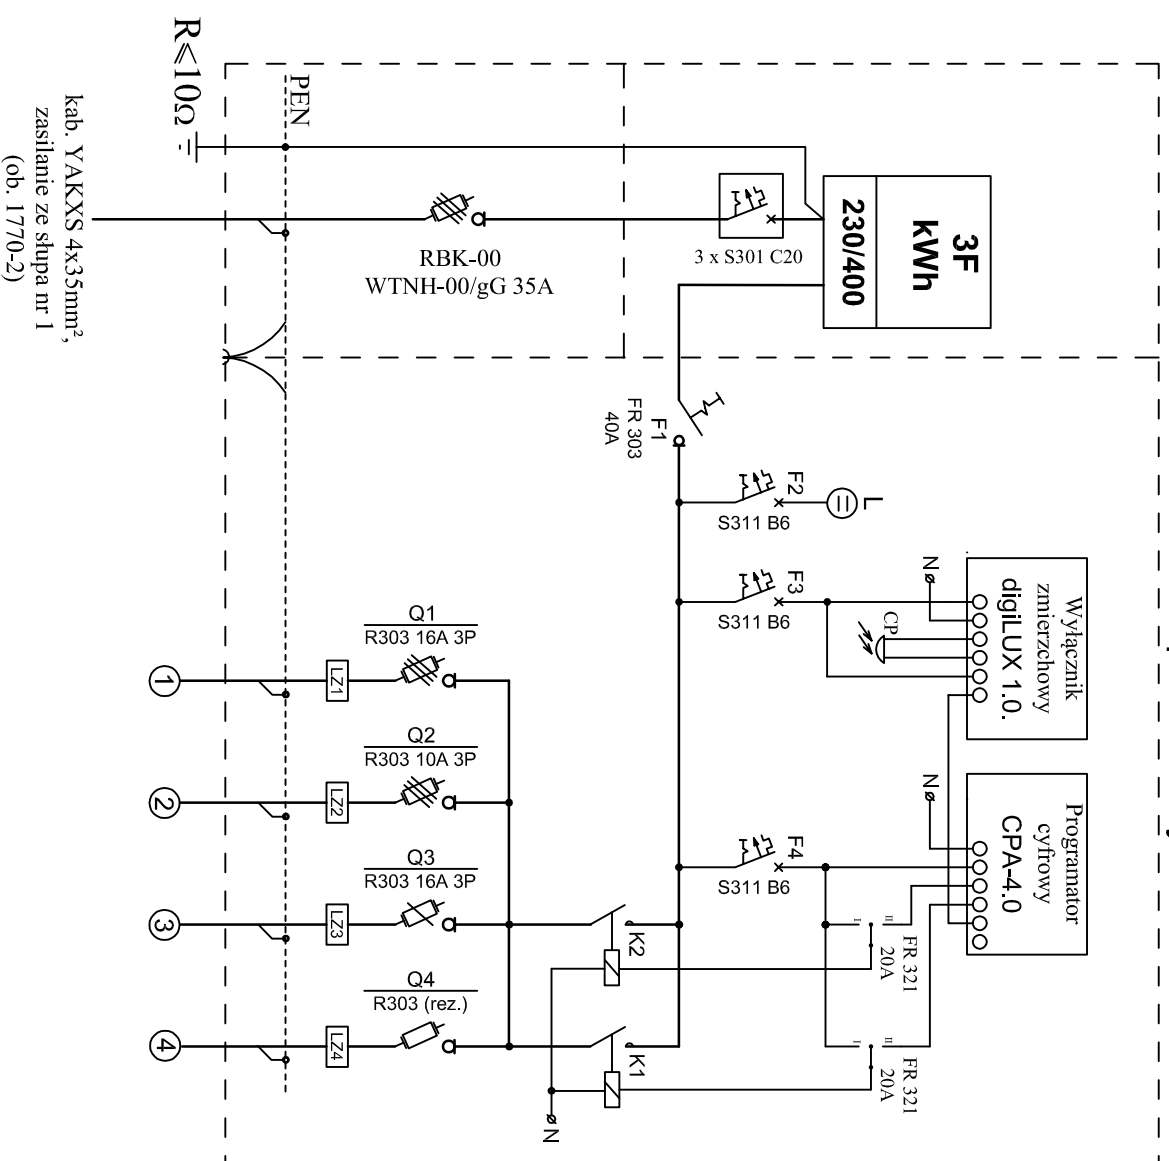 R≤10Ω
PEN
kab. YAKXS 4x35mm²,
zasilanie ze słupa nr 1
(ob. 1770-2)
RBK-00
WTNH-00/gG 35A
3 x S301 C20
3F
kWh
230/400
F1
FR 303
40A
F2
S311 B6
L
F3
S311 B6
N
CP
Wyłącznik
zmierzchowy
digiLUX 1.0.
Q1
R303 16A 3P
LZ1
1
Q2
R303 10A 3P
LZ2
2
Q3
R303 16A 3P
LZ3
3
Q4
R303 (rez.)
LZ4
4
F4
S311 B6
N
Programator
cyfrowy
CPA-4.0
K2
I
II
FR 321
20A
K1
I
II
FR 321
20A
N